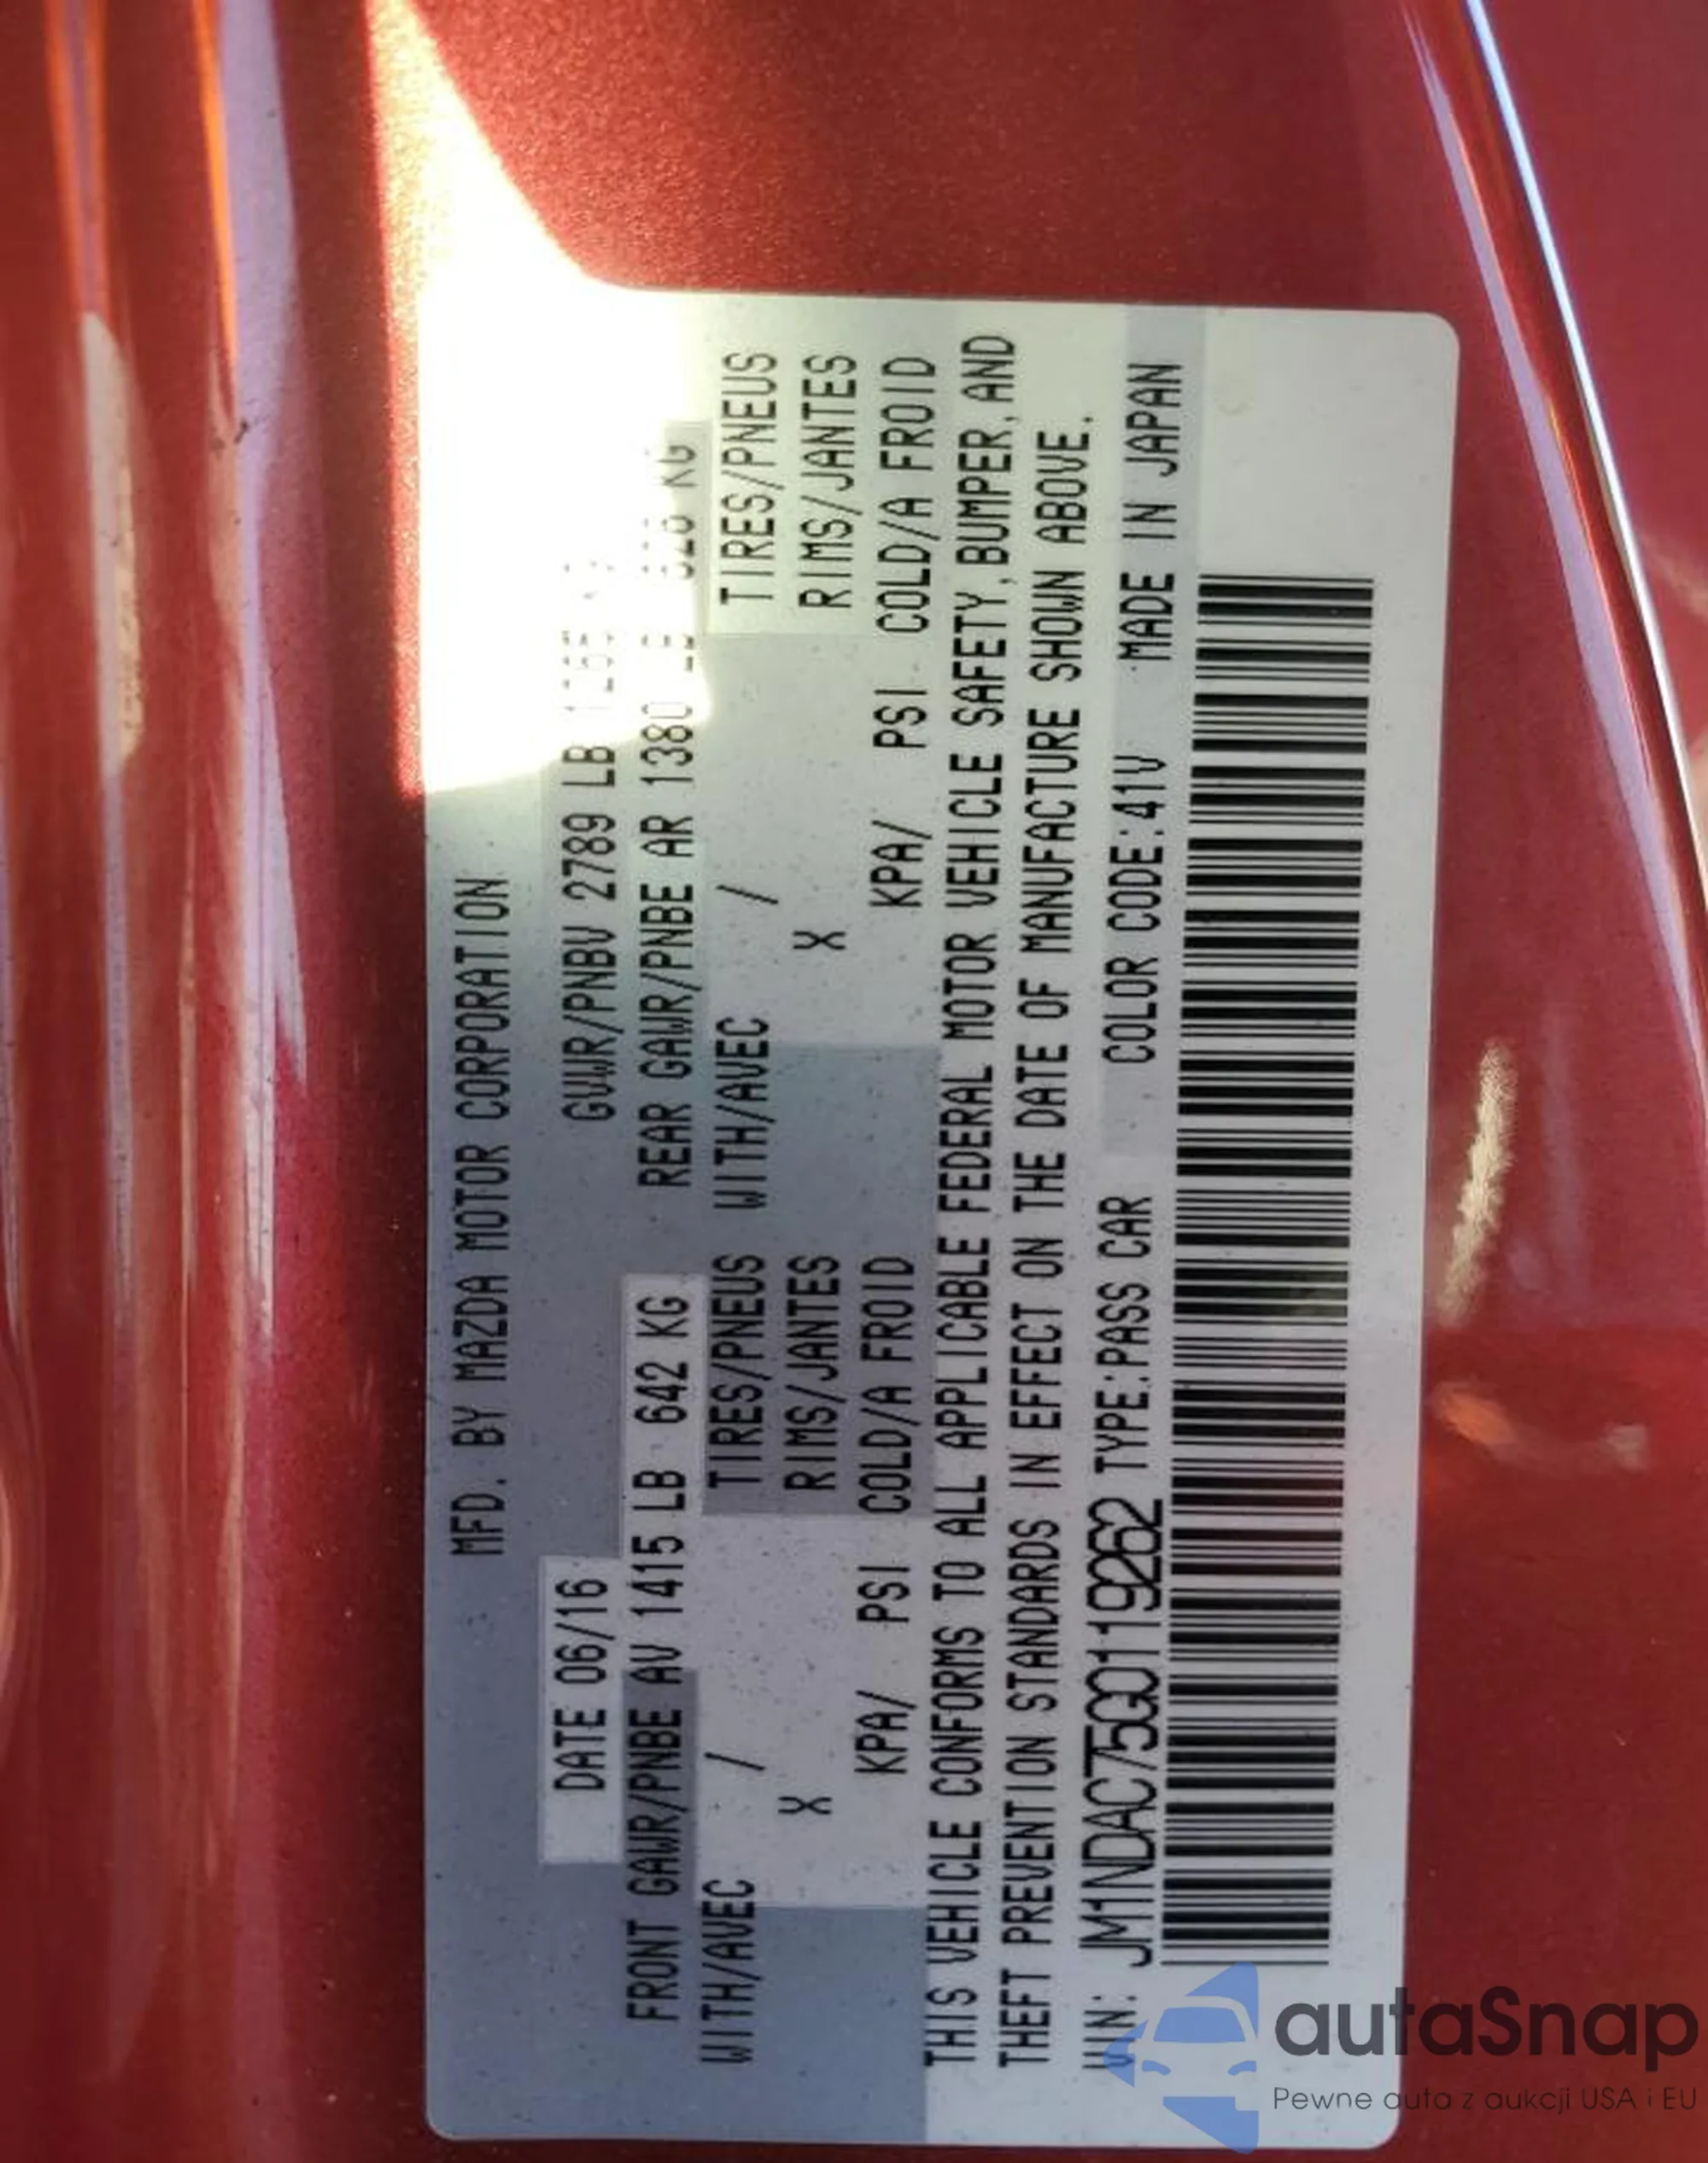 MFD. BY MAZDA MOTOR CORPORATION
DATE 06/16 GVWR/PNBV 2789 LB
FRONT GAWR/PNBE AV 1415 LB 642 KG REAR GAWR/PNBE AR 1380 KG
WITH/AVEC / TIRES/PNEUS WITH/AVEC / TIRES/PNEUS
X RIMS/JANTES X RIMS/JANTES
KPA/ PSI COLD/A FROID KPA/ PSI COLD/A FROID
THIS VEHICLE CONFORMS TO ALL APPLICABLE FEDERAL MOTOR VEHICLE SAFETY,BUMPER,AND
THEFT PREVENTION STANDARDS IN EFFECT ON THE DATE OF MANUFACTURE SHOWN ABOVE.
VIN: JM1NDAC75G0119262 TYPE:PASS CAR COLOR CODE:41V MADE IN JAPAN
autaSnap
Pewne auta z aukcji USA i EU